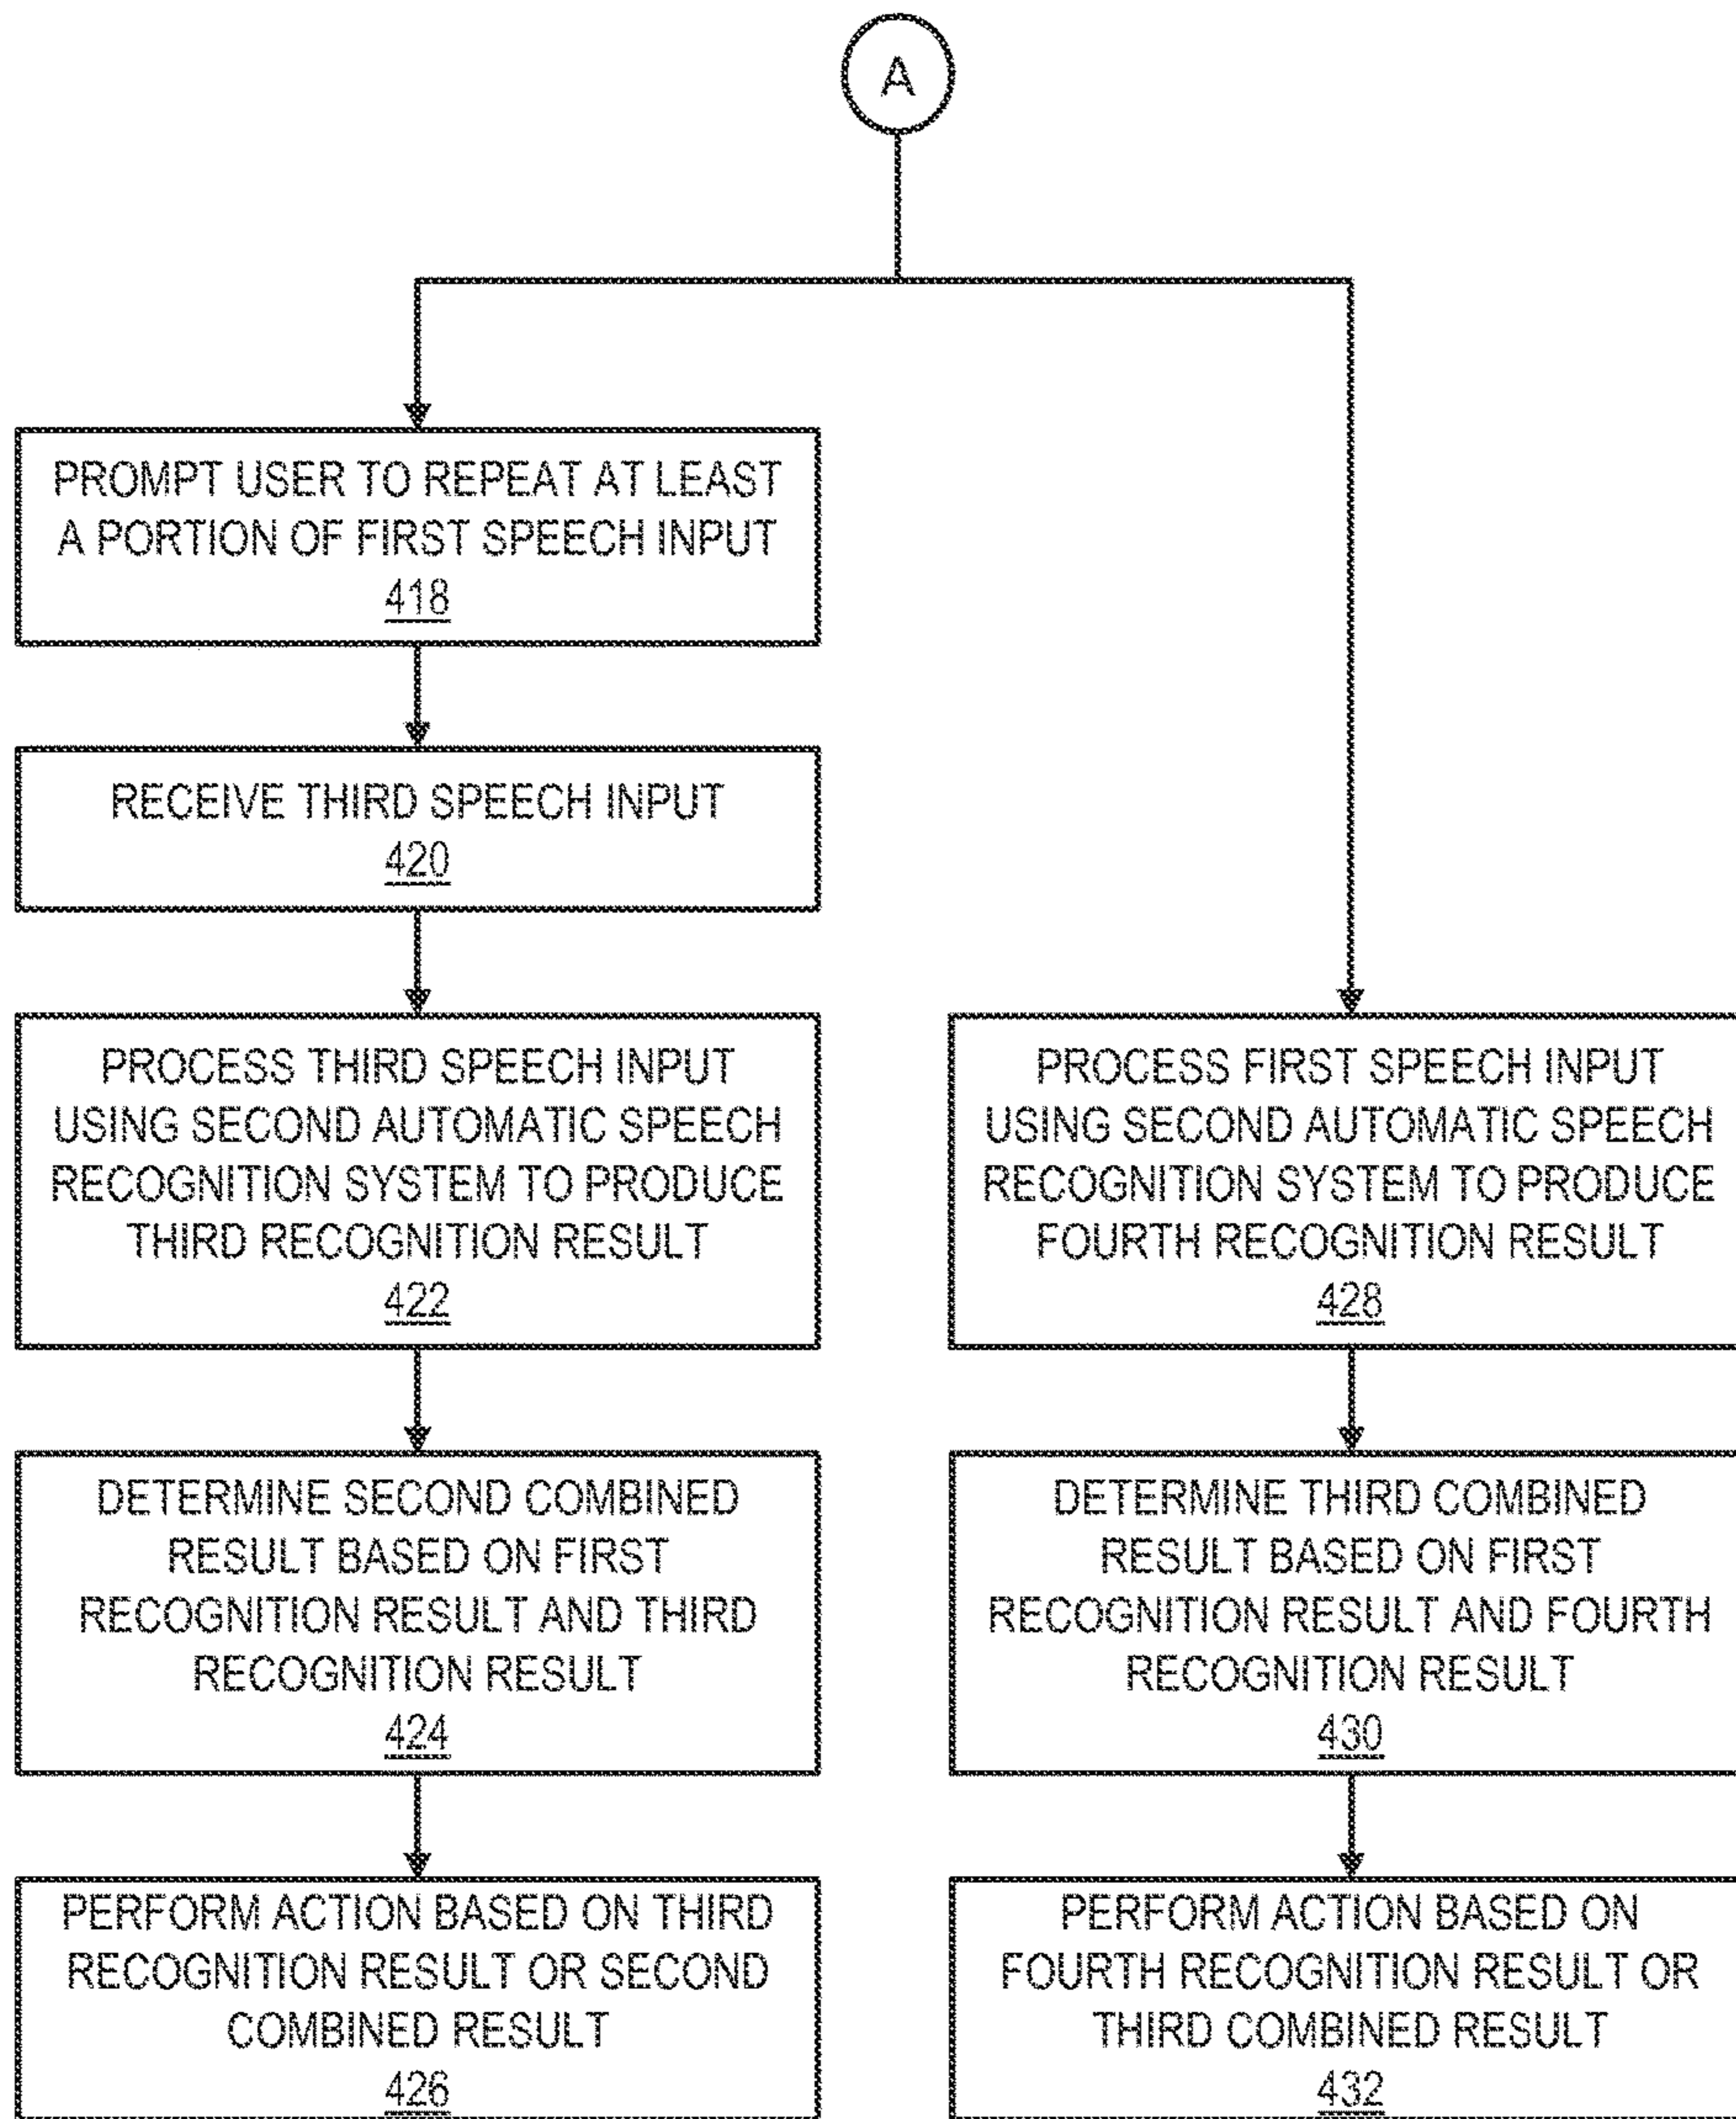 A
PROMPT USER TO REPEAT AT LEAST
A PORTION OF FIRST SPEECH INPUT
418
RECEIVE THIRD SPEECH INPUT
420
PROCESS THIRD SPEECH INPUT
USING SECOND AUTOMATIC SPEECH
RECOGNITION SYSTEM TO PRODUCE
THIRD RECOGNITION RESULT
422
DETERMINE SECOND COMBINED
RESULT BASED ON FIRST
RECOGNITION RESULT AND THIRD
RECOGNITION RESULT
424
PERFORM ACTION BASED ON THIRD
RECOGNITION RESULT OR SECOND
COMBINED RESULT
426
PROCESS FIRST SPEECH INPUT
USING SECOND AUTOMATIC SPEECH
RECOGNITION SYSTEM TO PRODUCE
FOURTH RECOGNITION RESULT
428
DETERMINE THIRD COMBINED
RESULT BASED ON FIRST
RECOGNITION RESULT AND FOURTH
RECOGNITION RESULT
430
PERFORM ACTION BASED ON
FOURTH RECOGNITION RESULT OR
THIRD COMBINED RESULT
432